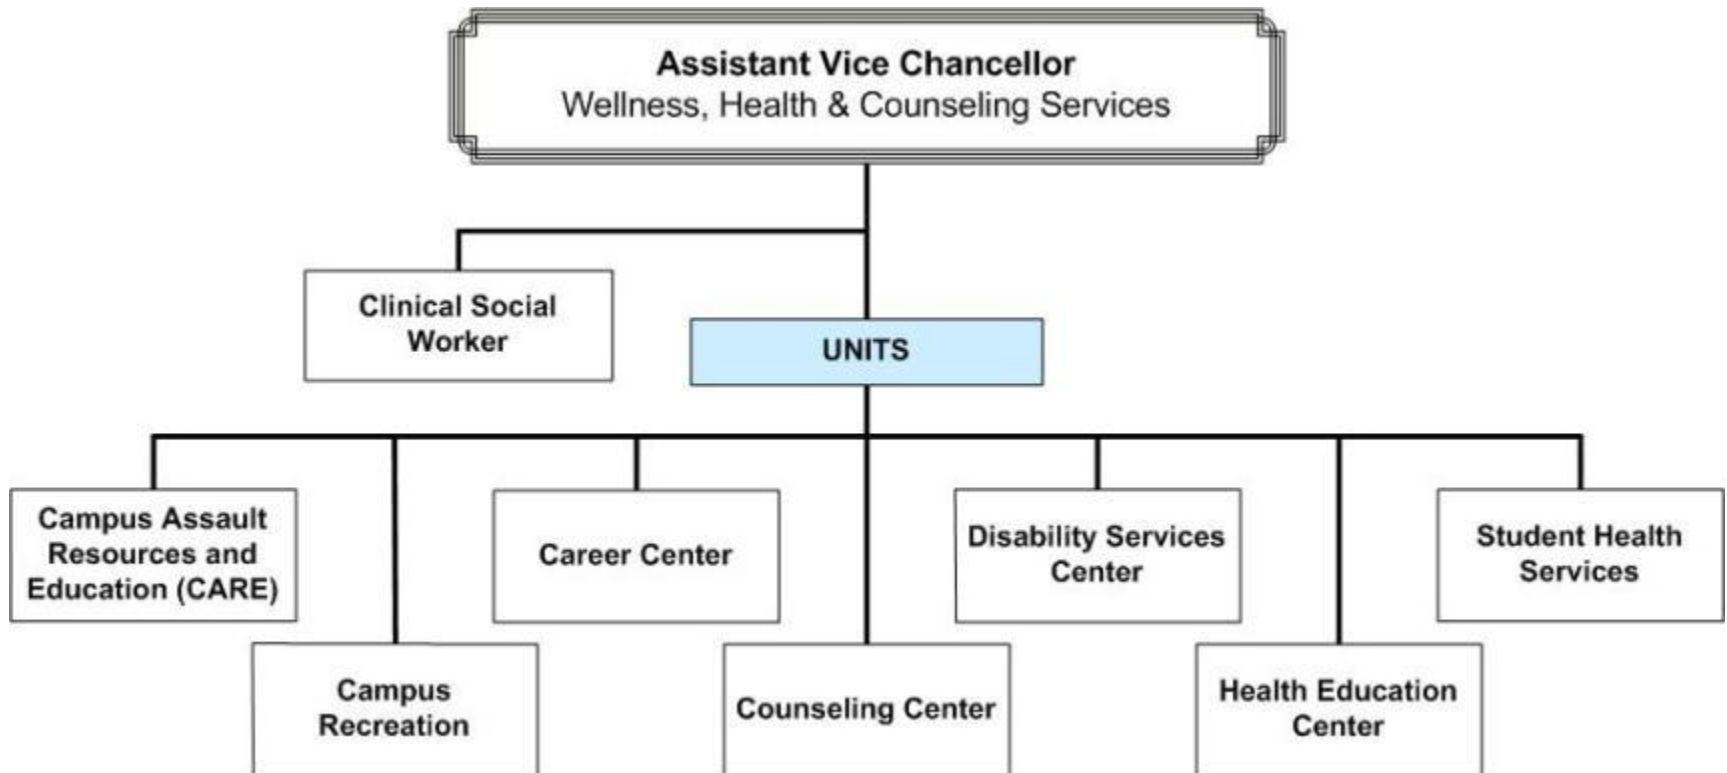 Assistant Vice Chancellor
Wellness, Health & Counseling Services
Clinical Social
Worker
UNITS
Campus Assault
Resources and
Education (CARE)
Career Center
Disability Services
Center
Student Health
Services
Campus
Recreation
Counseling Center
Health Education
Center